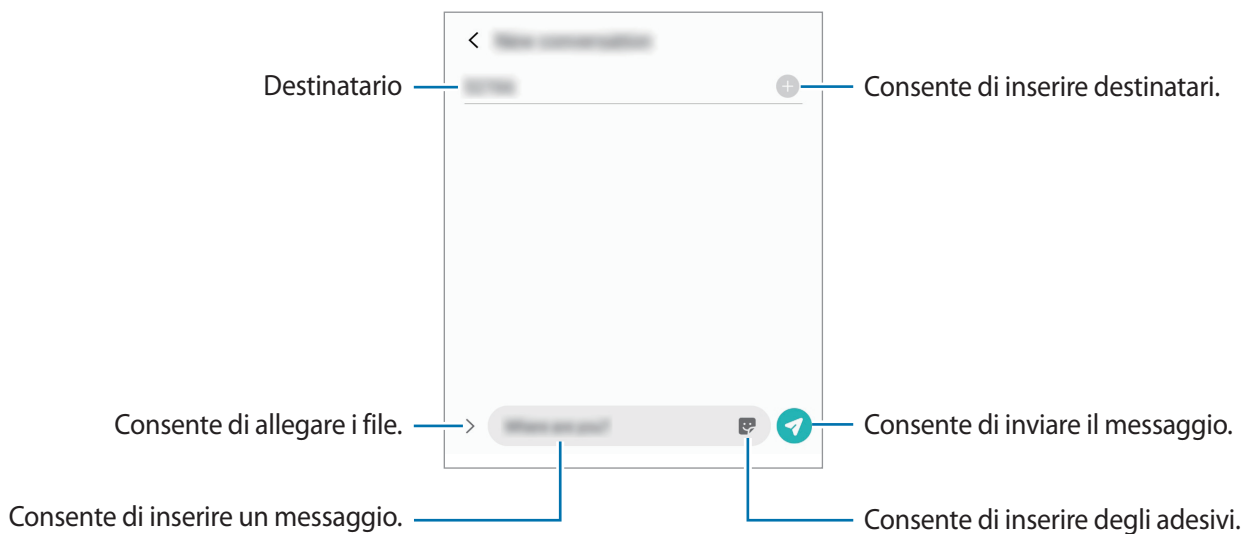 Destinatario
Consente di inserire destinatari.
Consente di allegare i file.
Consente di inviare il messaggio.
Consente di inserire un messaggio.
Consente di inserire degli adesivi.